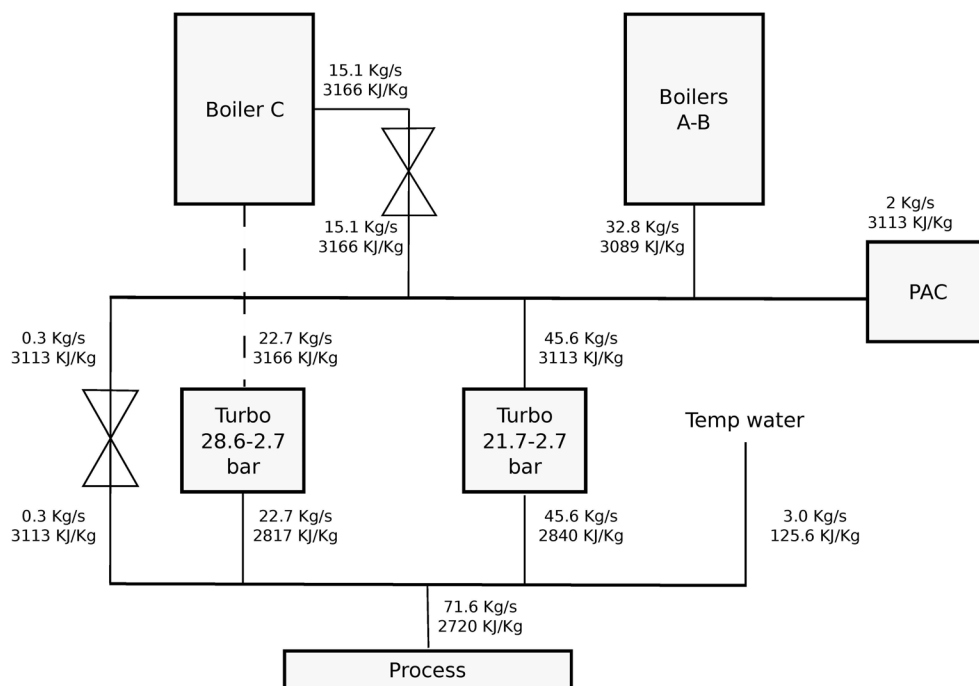 15.1 Kg/s
3166 KJ/Kg
Boiler C
Boilers
A-B
15.1 Kg/s
3166 KJ/Kg
32.8 Kg/s
3089 KJ/Kg
2 Kg/s
3113 KJ/Kg
PAC
0.3 Kg/s
3113 KJ/Kg
22.7 Kg/s
3166 KJ/Kg
45.6 Kg/s
3113 KJ/Kg
Turbo
28.6-2.7
bar
Turbo
21.7-2.7
bar
Temp water
0.3 Kg/s
3113 KJ/Kg
22.7 Kg/s
2817 KJ/Kg
45.6 Kg/s
2840 KJ/Kg
3.0 Kg/s
125.6 KJ/Kg
71.6 Kg/s
2720 KJ/Kg
Process